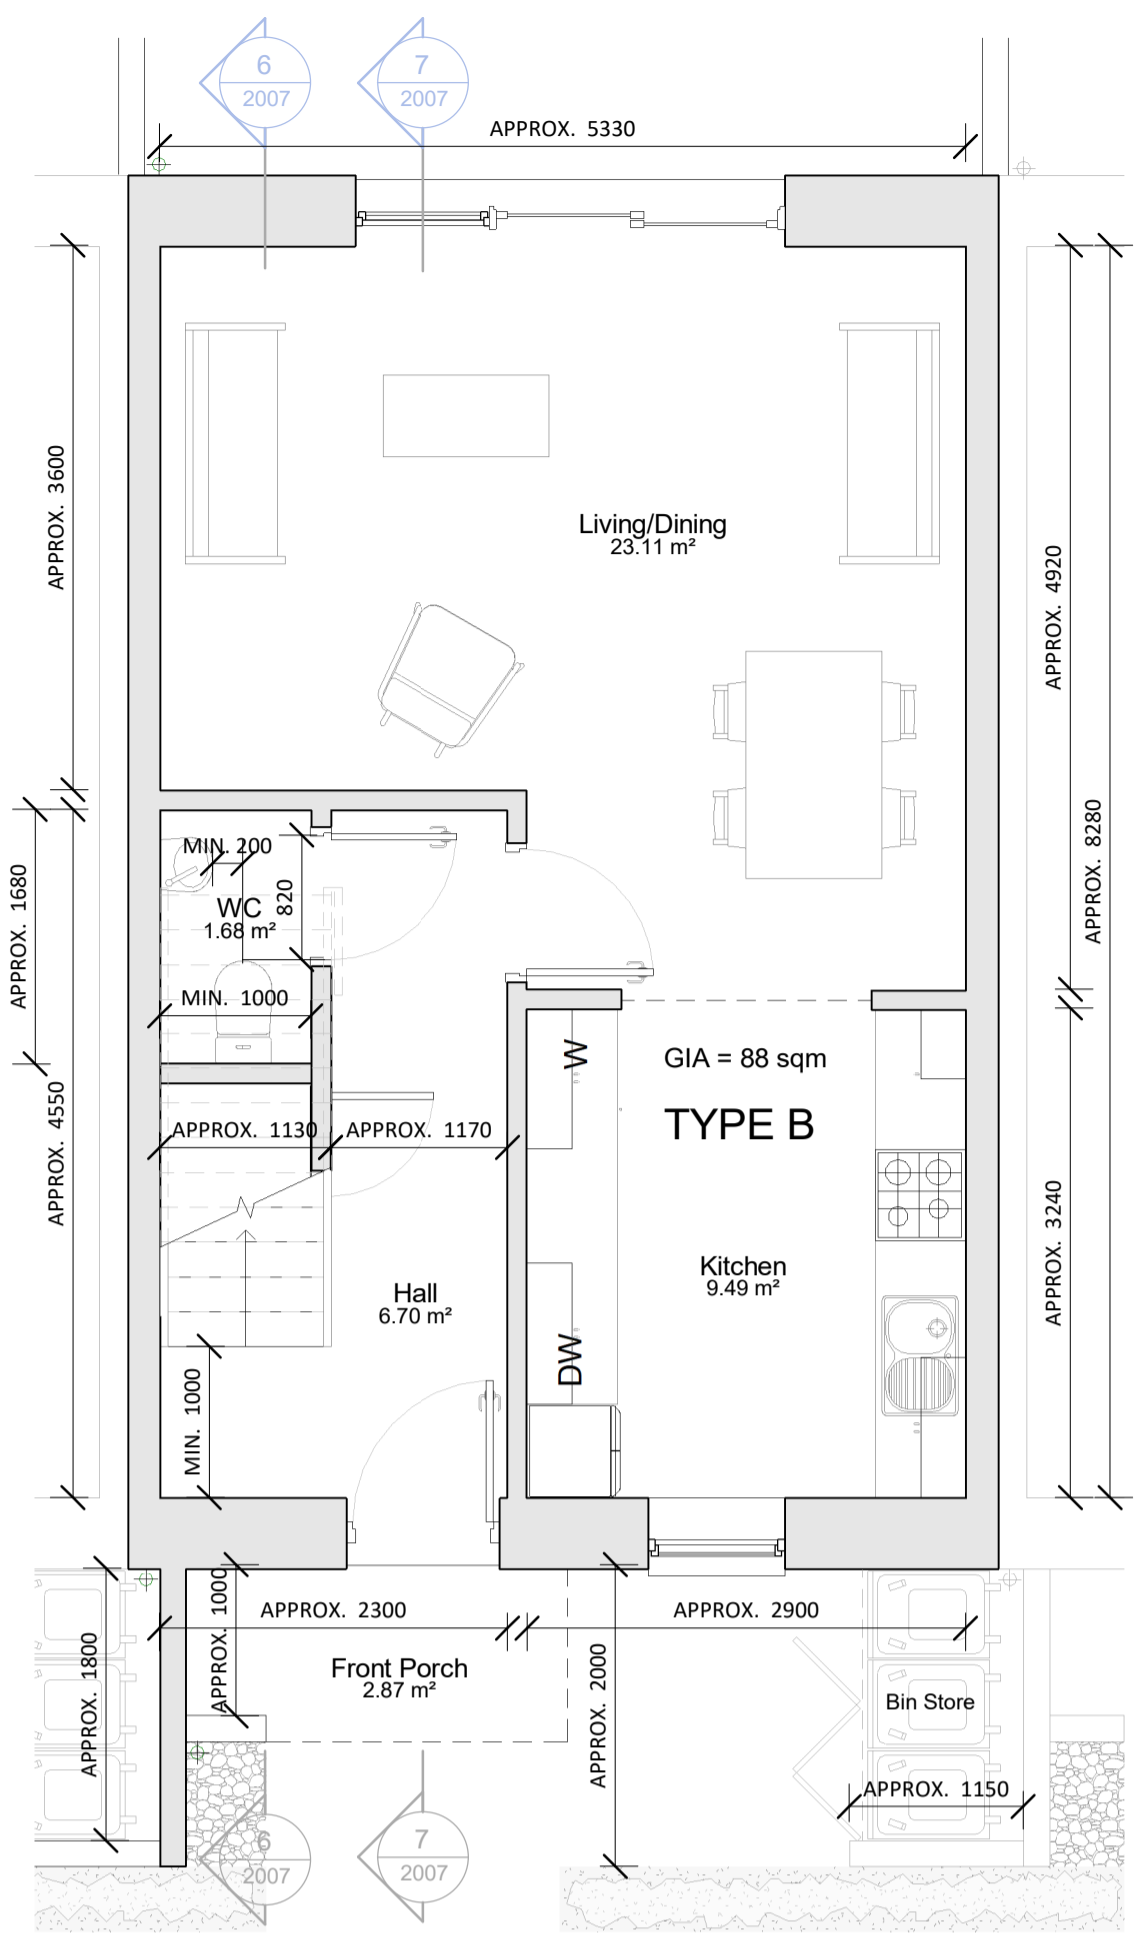 6
2007
7
2007
APPROX. 5330
APPROX. 3600
Living/Dining
23.11 m²
APPROX. 4920
APPROX. 8280
MIN. 200
820
WC
1.68 m²
APPROX. 1680
MIN. 1000
W
GIA = 88 sqm
TYPE B
APPROX. 4550
APPROX. 1130
APPROX. 1170
APPROX. 3240
Kitchen
9.49 m²
Hall
6.70 m²
DW
MIN. 1000
APPROX. 1000
APPROX. 2300
APPROX. 2900
APPROX. 1800
Front Porch
2.87 m²
APPROX. 2000
Bin Store
APPROX. 1150
6
2007
7
2007